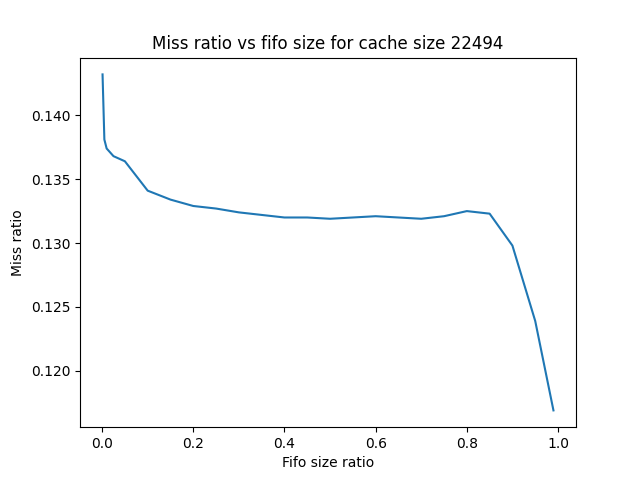 Miss ratio vs fifo size for cache size 22494
0.140
0.135
0.130
0.125
0.120
Miss ratio
0.0 0.2 0.4 0.6 0.8 1.0
Fifo size ratio